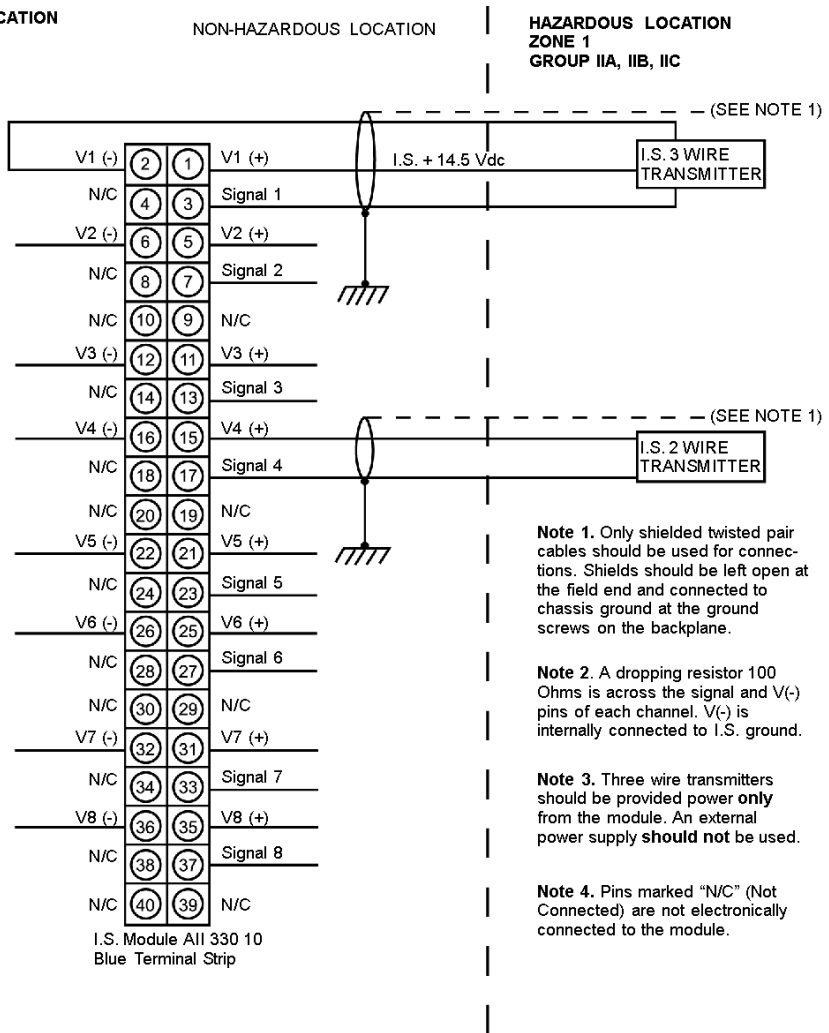 CATION
NON-HAZARDOUS LOCATION
HAZARDOUS LOCATION
ZONE 1
GROUP IIA, IIB, IIC
(SEE NOTE 1)
V1 (-) 2 1 V1 (+)
I.S. + 14.5 Vdc
I.S. 3 WIRE
TRANSMITTER
N/C 4 3 Signal 1
V2 (-) 6 5 V2 (+)
N/C 8 7 Signal 2
N/C 10 9 N/C
V3 (-) 12 11 V3 (+)
N/C 14 13 Signal 3
(SEE NOTE 1)
V4 (-) 16 15 V4 (+)
I.S. 2 WIRE
TRANSMITTER
N/C 18 17 Signal 4
N/C 20 19 N/C
V5 (-) 22 21 V5 (+)
N/C 24 23 Signal 5
V6 (-) 26 25 V6 (+)
N/C 28 27 Signal 6
N/C 30 29 N/C
V7 (-) 32 31 V7 (+)
N/C 34 33 Signal 7
V8 (-) 36 35 V8 (+)
N/C 38 37 Signal 8
N/C 40 39 N/C
I.S. Module AII 330 10
Blue Terminal Strip
Note 1. Only shielded twisted pair
cables should be used for connec-
tions. Shields should be left open at
the field end and connected to
chassis ground at the ground
screws on the backplane.
Note 2. A dropping resistor 100
Ohms is across the signal and V(-)
pins of each channel. V(-) is
internally connected to I.S. ground.
Note 3. Three wire transmitters
should be provided power only
from the module. An external
power supply should not be used.
Note 4. Pins marked “N/C” (Not
Connected) are not electronically
connected to the module.